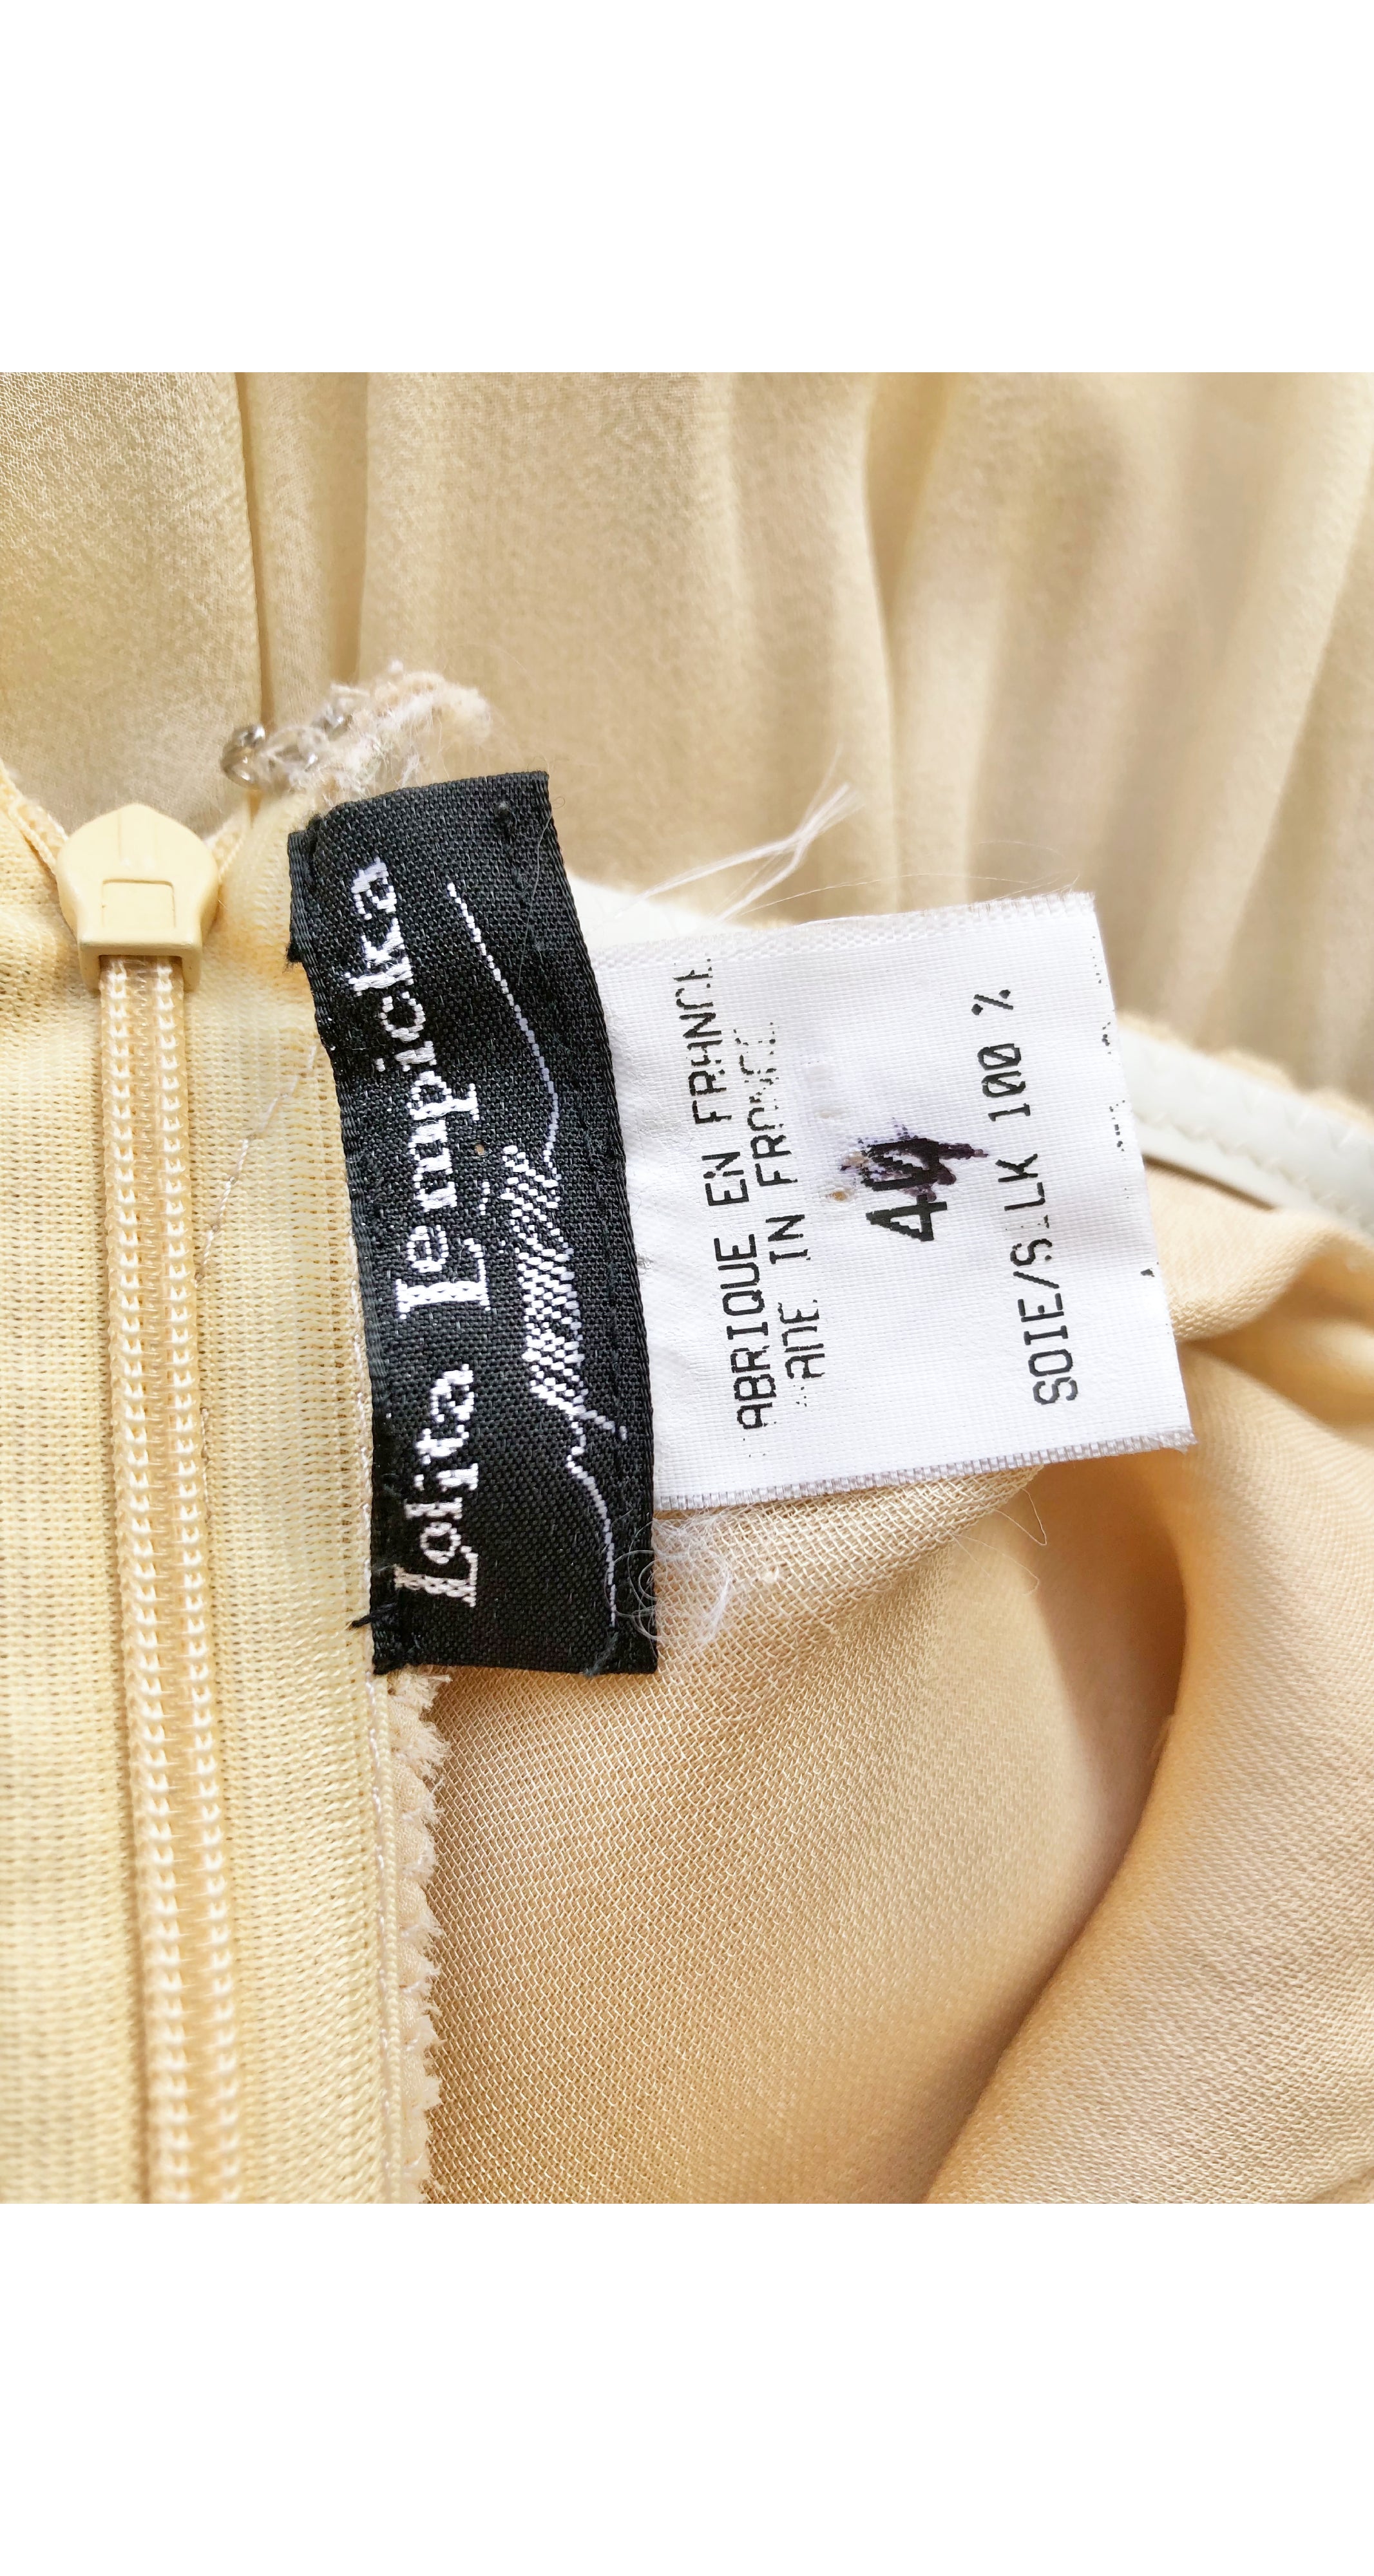 Lolita Lempicka
ABRIQUE EN FRANCE
ADE IN FRANCE
40
SOIE/SILK 100 %